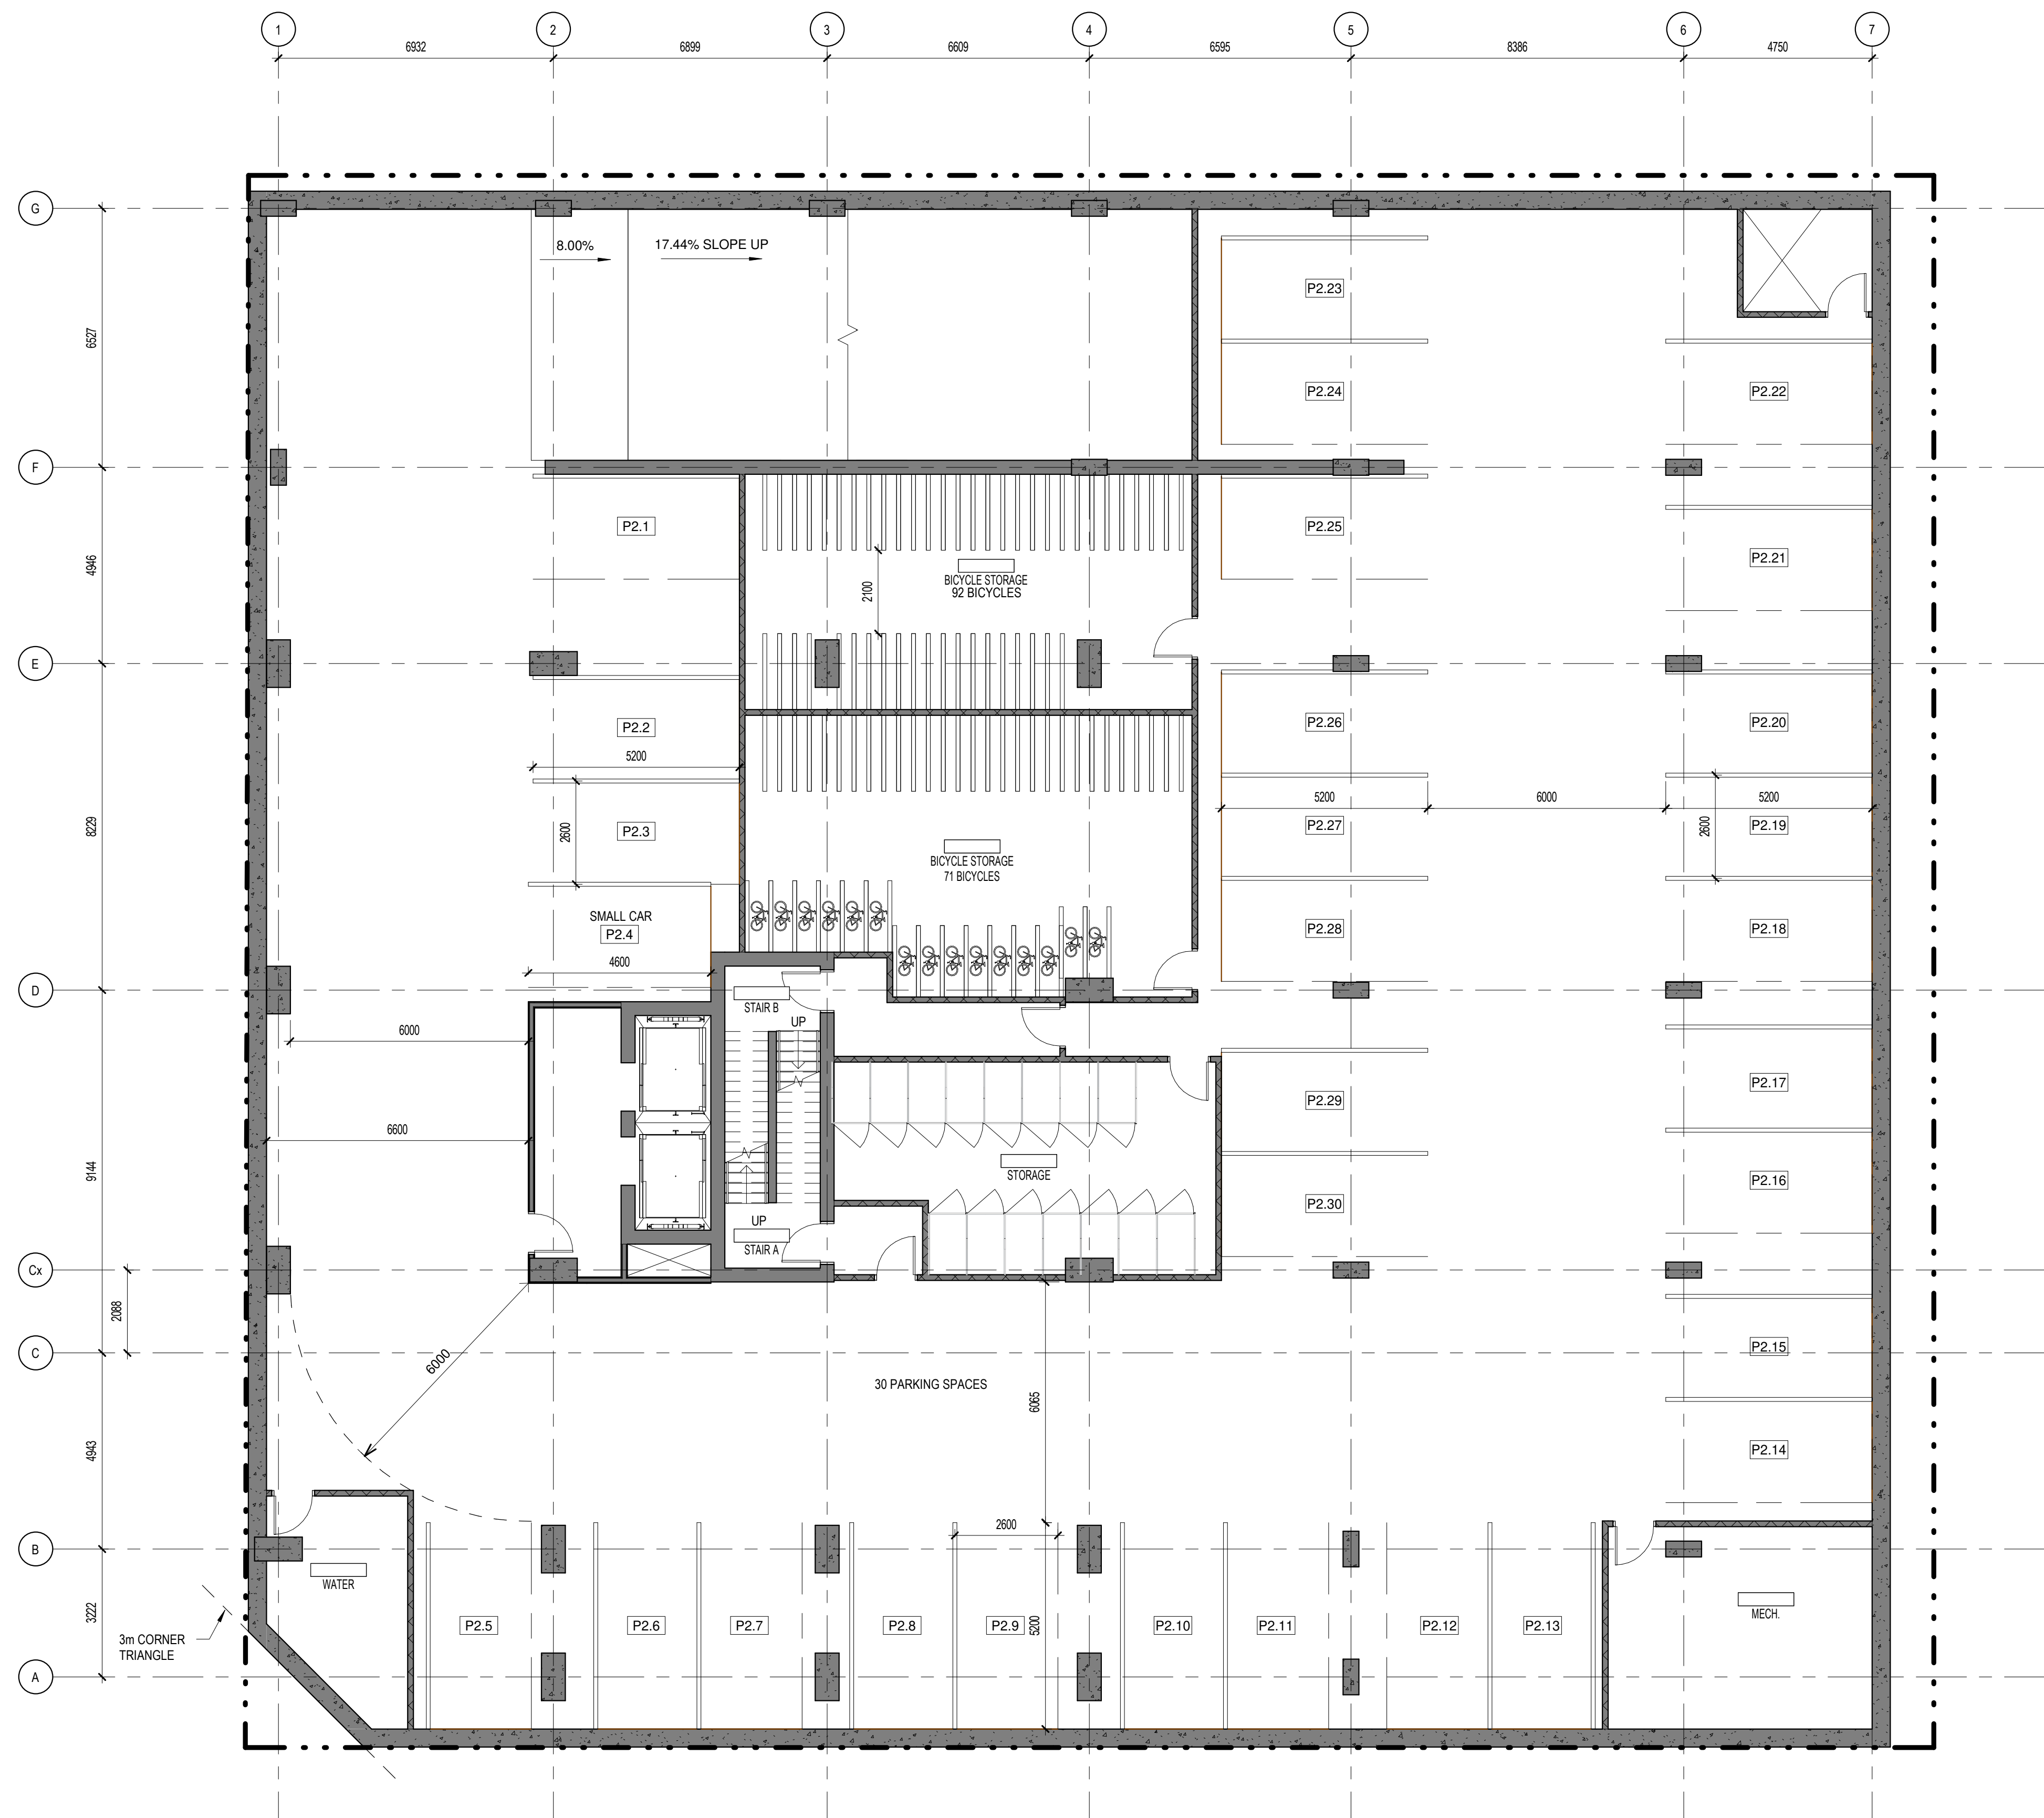 1
2
3
4
5
6
7
6932
6899
6609
6595
8386
4750
G
F
E
D
Cx
C
B
A
6527
4946
8229
9144
2088
4943
3222
8.00%
17.44% SLOPE UP
P2.23
P2.24
P2.22
P2.1
P2.25
P2.21
BICYCLE STORAGE
92 BICYCLES
2100
P2.2
5200
P2.26
P2.20
P2.3
2600
5200
6000
5200
P2.27
P2.19
2600
BICYCLE STORAGE
71 BICYCLES
SMALL CAR
P2.4
4600
P2.28
P2.18
STAIR B
UP
6000
6600
P2.29
P2.17
STORAGE
P2.30
P2.16
UP
STAIR A
6000
30 PARKING SPACES
6065
P2.15
P2.14
2600
WATER
3m CORNER
TRIANGLE
P2.5
P2.6
P2.7
P2.8
P2.9
5200
P2.10
P2.11
P2.12
P2.13
MECH.